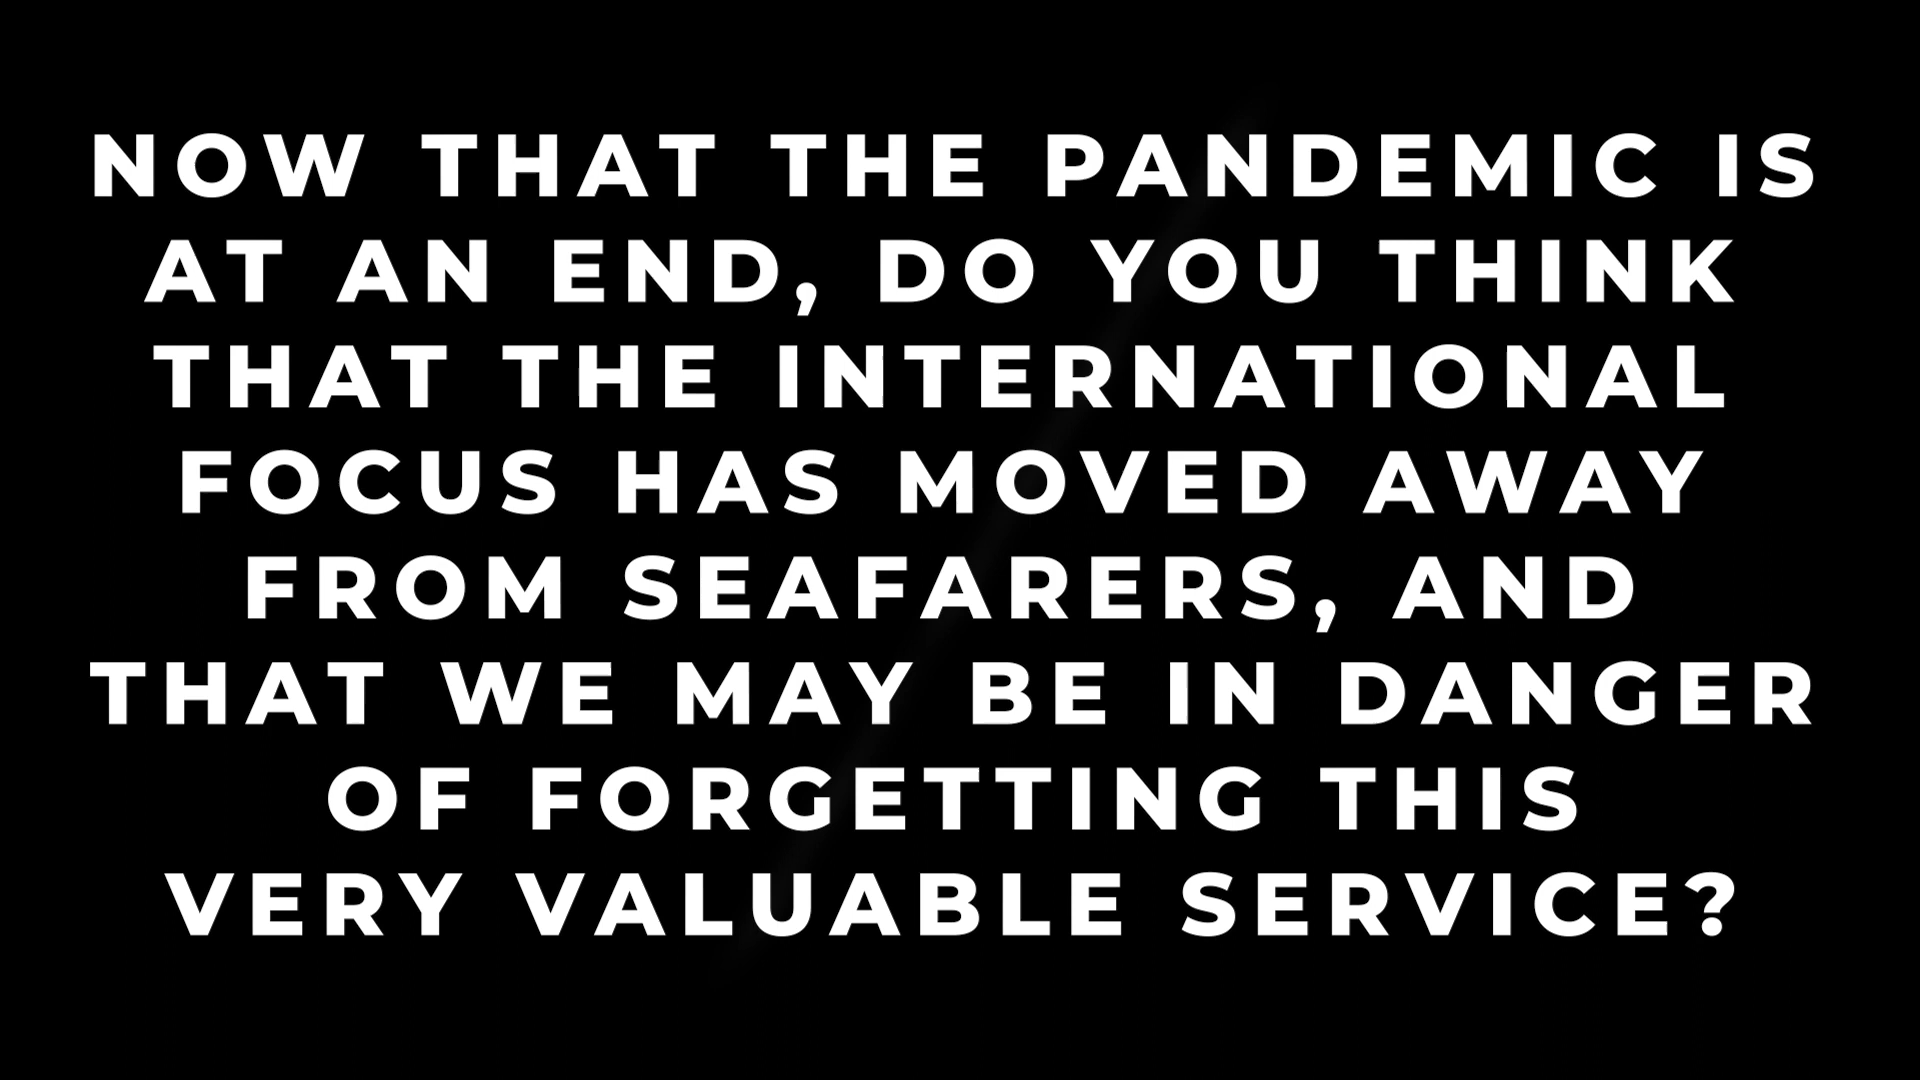 NOW THAT THE PANDEMIC IS
AT AN END, DO YOU THINK
THAT THE INTERNATIONAL
FOCUS HAS MOVED AWAY
FROM SEAFARERS, AND
THAT WE MAY BE IN DANGER
OF FORGETTING THIS
VERY VALUABLE SERVICE?